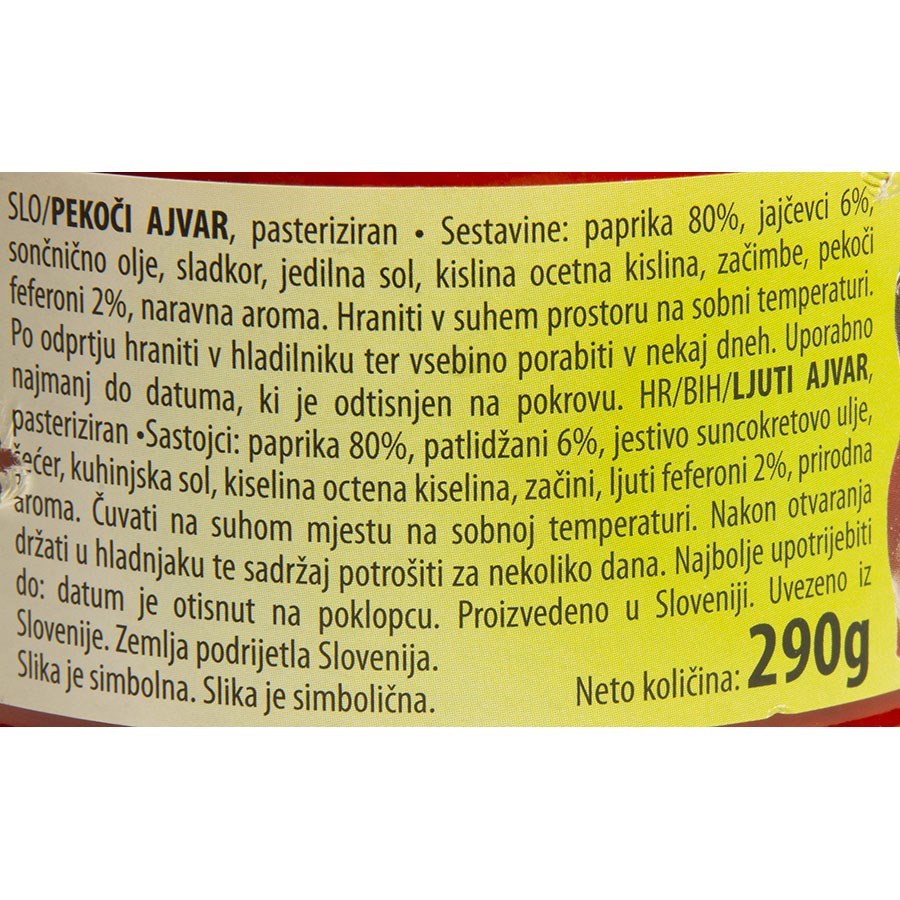 SLO/PEKOČI AJVAR, pasteriziran • Sestavine: paprika 80%, jajčevci 6%,
sončnično olje, sladkor, jedilna sol, kislina ocetna kislina, začimbe, pekoči
feferoni 2%, naravna aroma. Hraniti v suhem prostoru na sobni temperaturi.
Po odprtju hraniti v hladilniku ter vsebino porabiti v nekaj dneh. Uporabno
najmanj do datuma, ki je odtisnjen na pokrovu. HR/BIH/LJUTI AJVAR,
pasteriziran •Sastojci: paprika 80%, patlidžani 6%, jestivo suncokretovo ulje,
šećer, kuhinjska sol, kiselina octena kiselina, začini, ljuti feferoni 2%, prirodna
aroma. Čuvati na suhom mjestu na sobnoj temperaturi. Nakon otvaranja
držati u hladnjaku te sadržaj potrošiti za nekoliko dana. Najbolje upotrijebiti
do: datum je otisnut na poklopcu. Proizvedeno u Sloveniji. Uvezeno iz
Slovenije. Zemlja podrijetla Slovenija.
Slika je simbolna. Slika je simbolična.
Neto količina: 290g